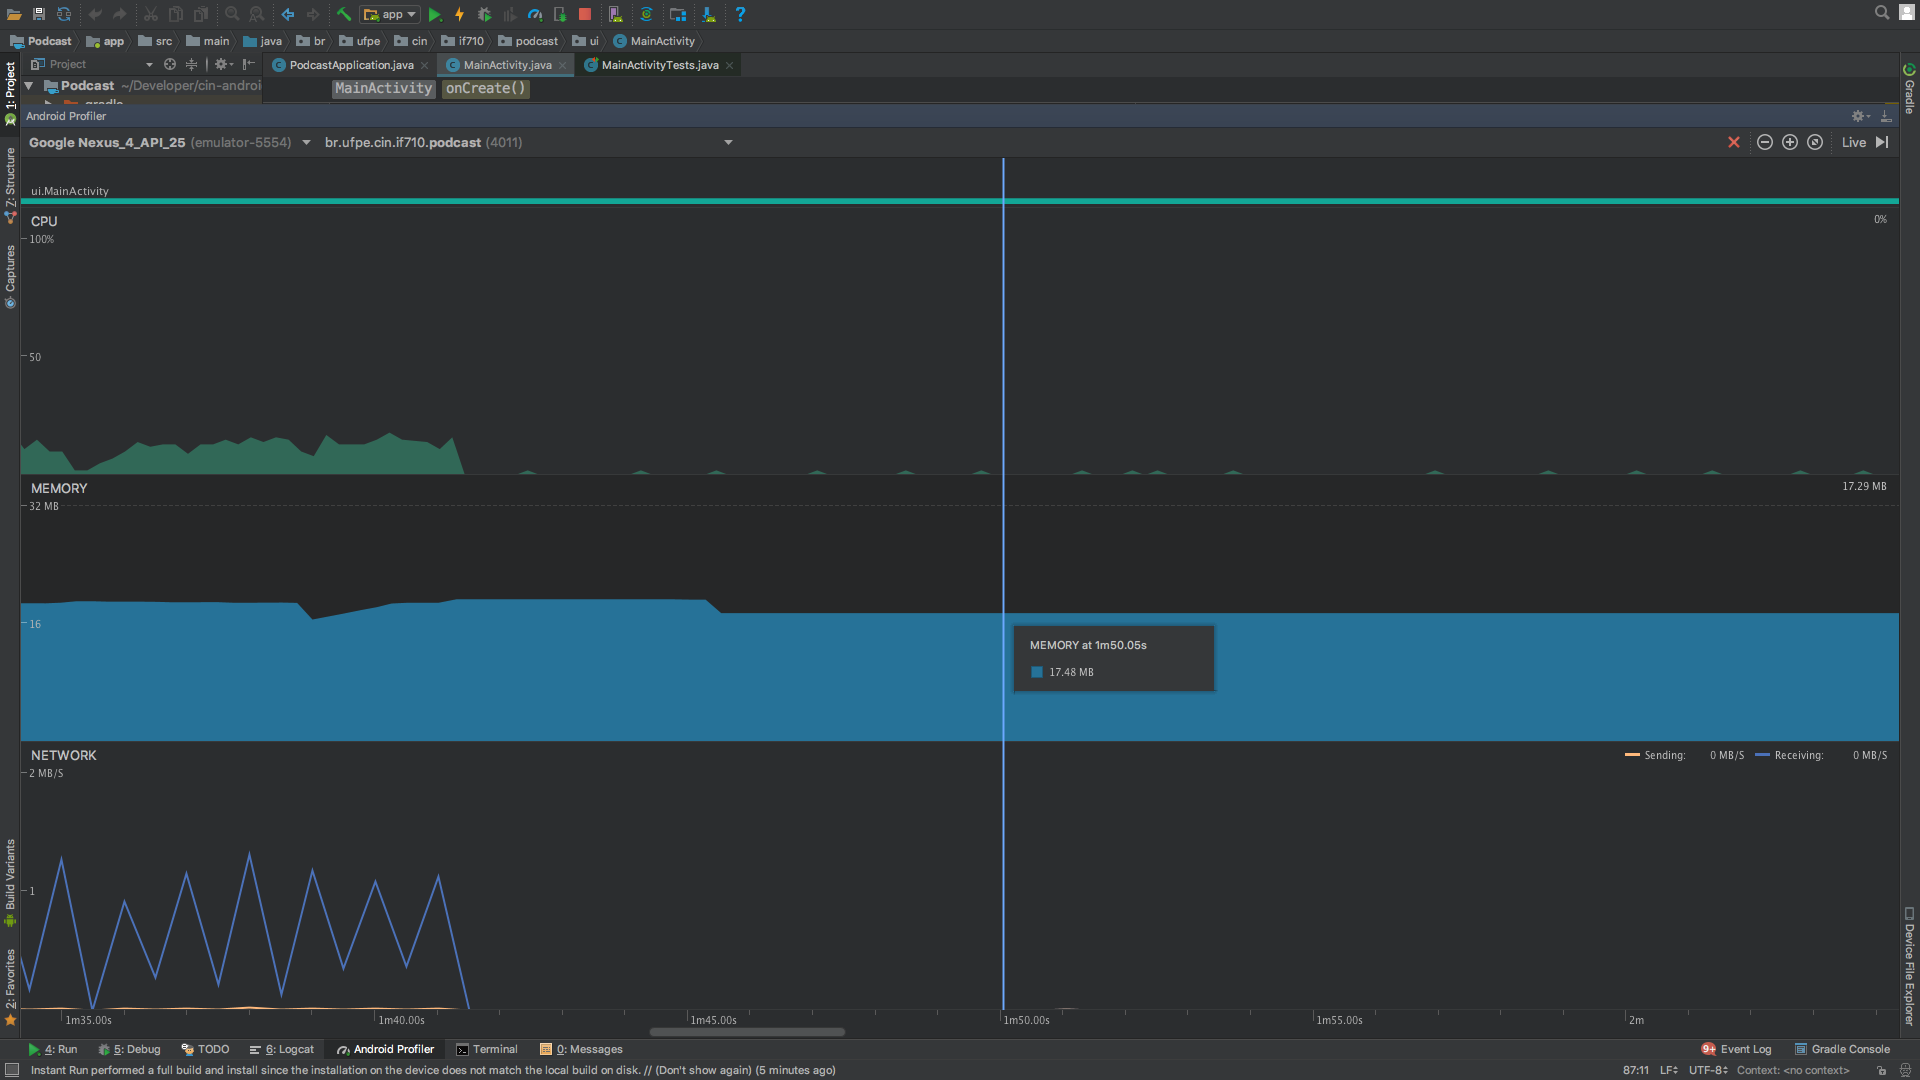 app
Podcast app src main java br ufpe cin if710 podcast ui MainActivity
Project PodcastApplication.java MainActivity.java MainActivityTests.java
Podcast ~/Developer/cin-androi MainActivity onCreate()
gradle
Android Profiler
Google Nexus_4_API_25 (emulator-5554) br.ufpe.cin.if710.podcast (4011) Live
ui.MainActivity
CPU 0%
100%
50
MEMORY 17.29 MB
32 MB
16
MEMORY at 1m50.05s
17.48 MB
NETWORK Sending: 0 MB/S Receiving: 0 MB/S
2 MB/S
1
1m35.00s 1m40.00s 1m45.00s 1m50.00s 1m55.00s 2m
1: Project
Z: Structure
Captures
Build Variants
2: Favorites
Gradle
Device File Explorer
4: Run 5: Debug TODO 6: Logcat Android Profiler Terminal 0: Messages 9+ Event Log Gradle Console
Instant Run performed a full build and install since the installation on the device does not match the local build on disk. // (Don't show again) (5 minutes ago) 87:11 LF UTF-8 Context: <no context>